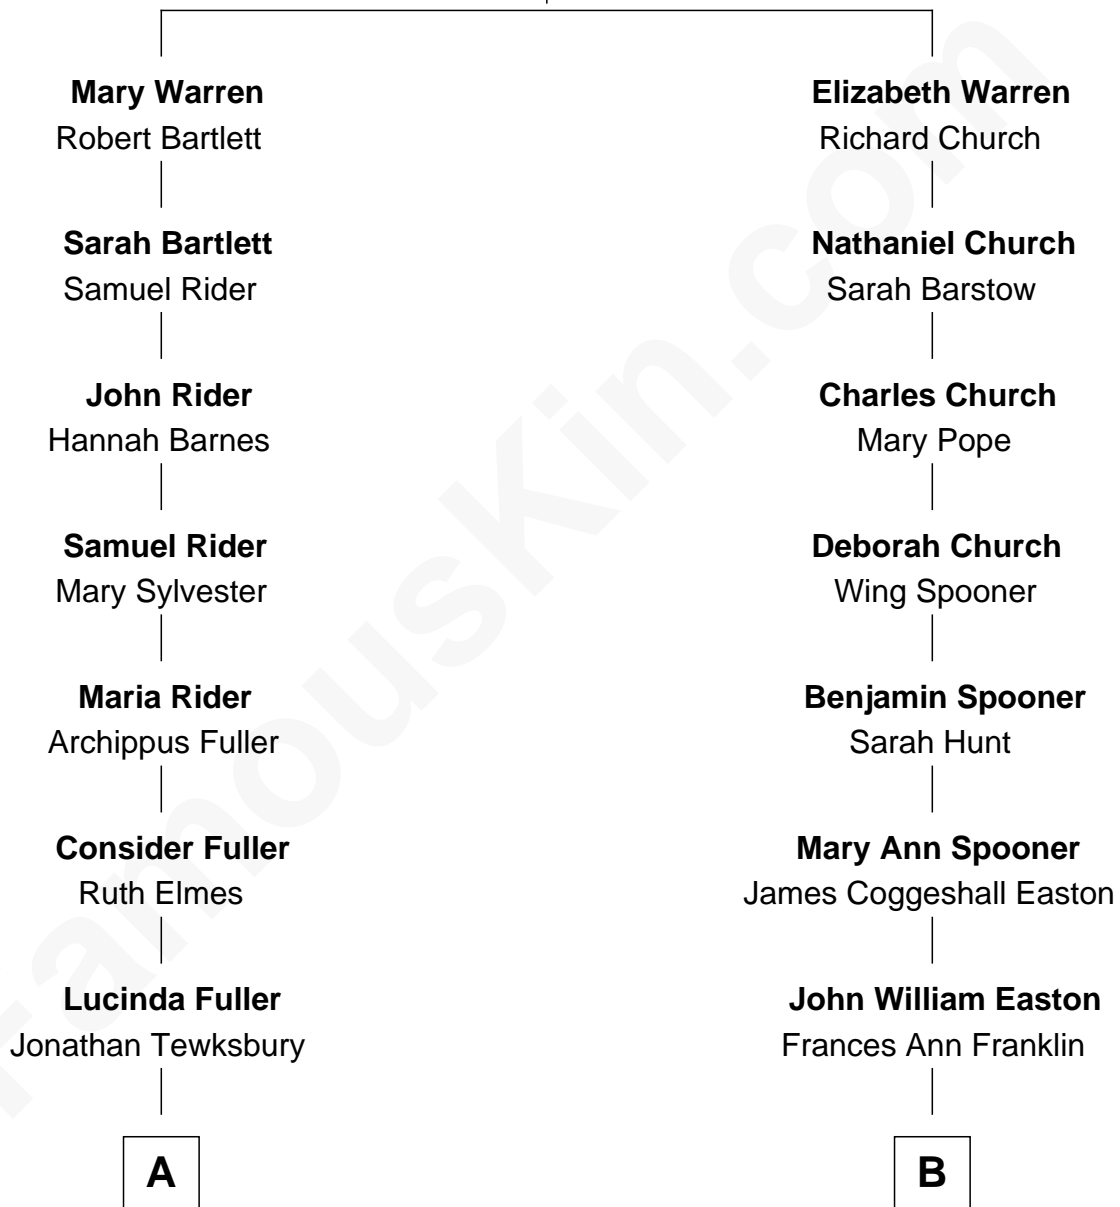 Mary Warren
Robert Bartlett
Sarah Bartlett
Samuel Rider
John Rider
Hannah Barnes
Samuel Rider
Mary Sylvester
Maria Rider
Archippus Fuller
Consider Fuller
Ruth Elmes
Lucinda Fuller
Jonathan Tewksbury
A
Elizabeth Warren
Richard Church
Nathaniel Church
Sarah Barstow
Charles Church
Mary Pope
Deborah Church
Wing Spooner
Benjamin Spooner
Sarah Hunt
Mary Ann Spooner
James Coggeshall Easton
John William Easton
Frances Ann Franklin
B
FamousKin.com